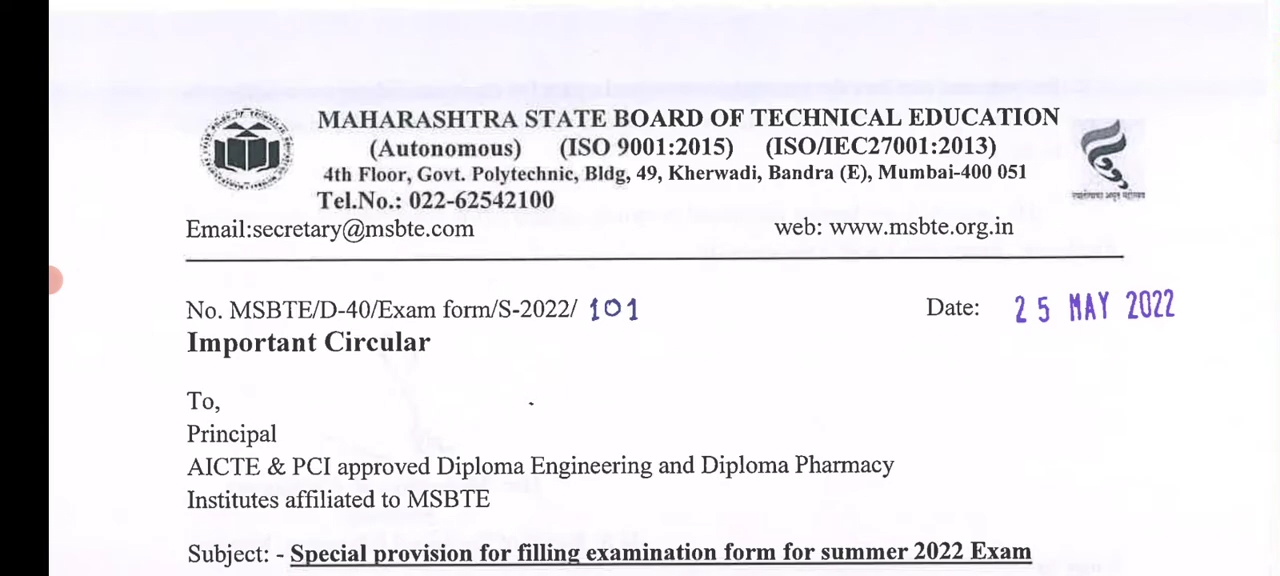 MAHARASHTRA STATE BOARD OF TECHNICAL EDUCATION
(Autonomous) (ISO 9001:2015) (ISO/IEC27001:2013)
4th Floor, Govt. Polytechnic, Bldg, 49, Kherwadi, Bandra (E), Mumbai-400 051
Tel.No.: 022-62542100
Email:secretary@msbte.com web: www.msbte.org.in
No. MSBTE/D-40/Exam form/S-2022/ 101 Date: 25 MAY 2022
Important Circular
To,
Principal
AICTE & PCI approved Diploma Engineering and Diploma Pharmacy
Institutes affiliated to MSBTE
Subject: - Special provision for filling examination form for summer 2022 Exam